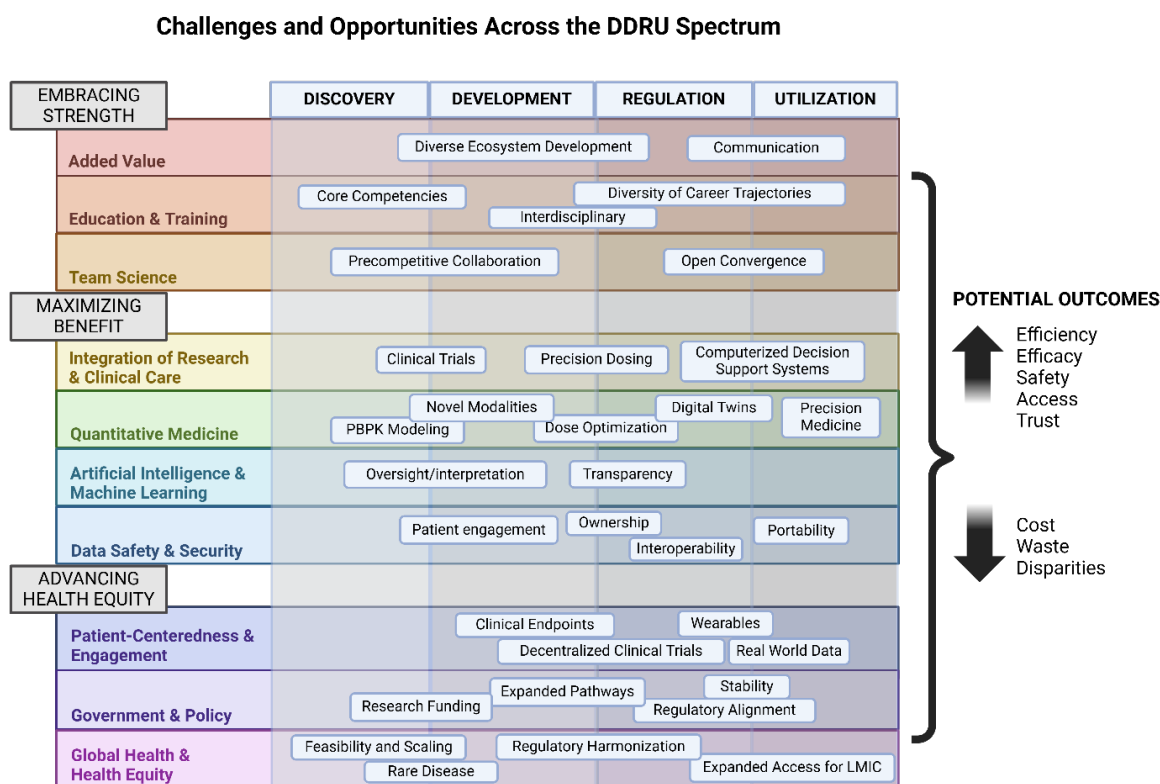 Challenges and Opportunities Across the DDRU Spectrum
DISCOVERY
DEVELOPMENT
REGULATION
UTILIZATION
EMBRACING
STRENGTH
Added Value
Diverse Ecosystem Development
Communication
Education & Training
Core Competencies
Diversity of Career Trajectories
Interdisciplinary
Team Science
Precompetitive Collaboration
Open Convergence
MAXIMIZING
BENEFIT
Integration of Research
& Clinical Care
Clinical Trials
Precision Dosing
Computerized Decision
Support Systems
Quantitative Medicine
Novel Modalities
PBPK Modeling
Dose Optimization
Digital Twins
Precision
Medicine
Artificial Intelligence &
Machine Learning
Oversight/interpretation
Transparency
Data Safety & Security
Patient engagement
Ownership
Interoperability
Portability
ADVANCING
HEALTH EQUITY
Patient-Centeredness &
Engagement
Clinical Endpoints
Wearables
Decentralized Clinical Trials
Real World Data
Government & Policy
Research Funding
Expanded Pathways
Stability
Regulatory Alignment
Global Health &
Health Equity
Feasibility and Scaling
Rare Disease
Regulatory Harmonization
Expanded Access for LMIC
POTENTIAL OUTCOMES
Efficiency
Efficacy
Safety
Access
Trust
Cost
Waste
Disparities